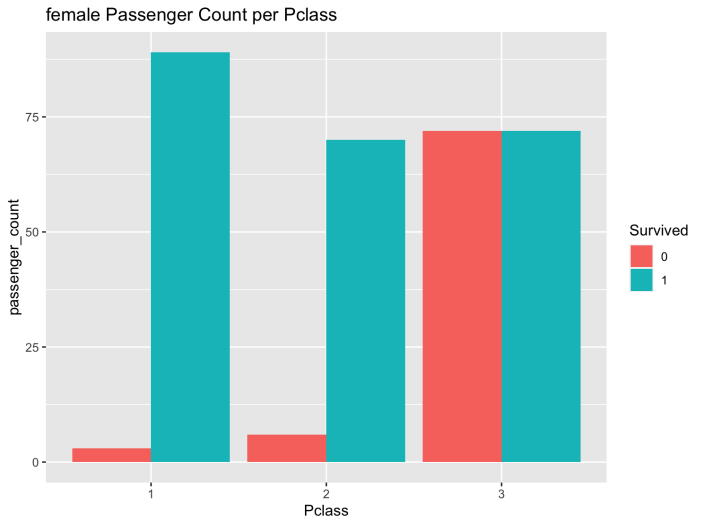 female Passenger Count per Pclass
passenger_count
75
50
25
0
1
2
3
Pclass
Survived
0
1